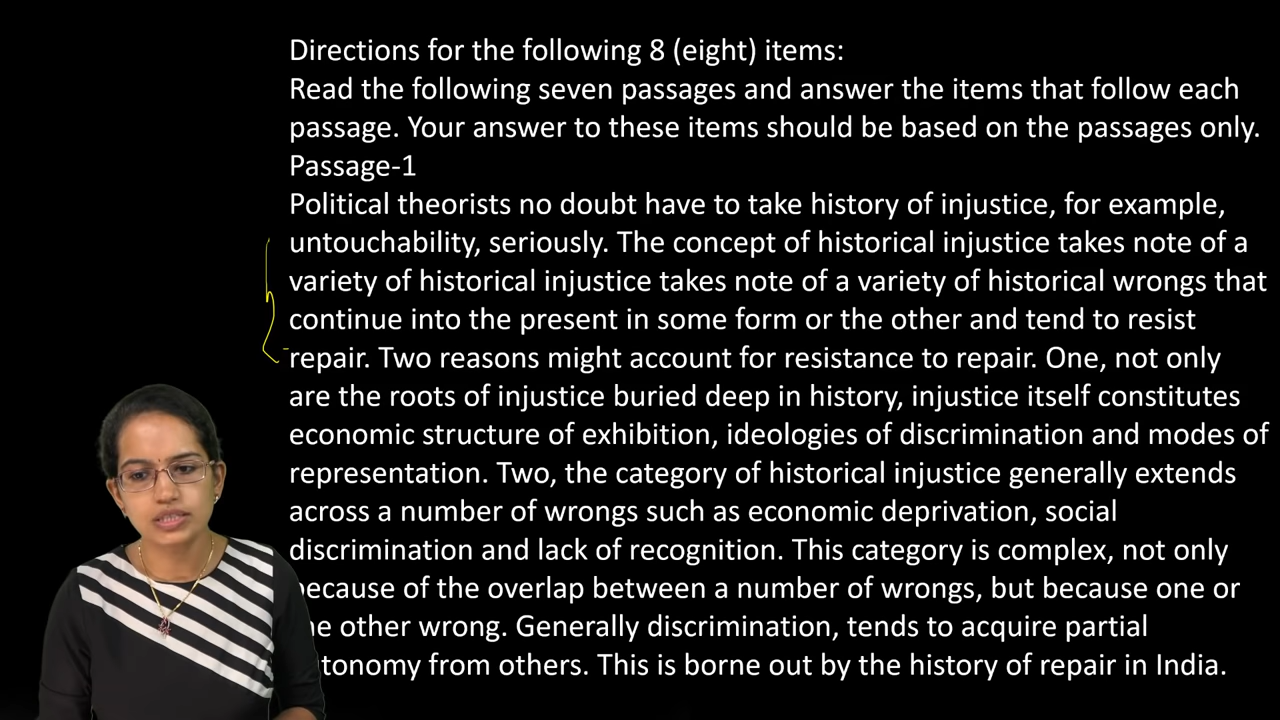 Directions for the following 8 (eight) items:
Read the following seven passages and answer the items that follow each
passage. Your answer to these items should be based on the passages only.
Passage-1
Political theorists no doubt have to take history of injustice, for example,
untouchability, seriously. The concept of historical injustice takes note of a
variety of historical injustice takes note of a variety of historical wrongs that
continue into the present in some form or the other and tend to resist
repair. Two reasons might account for resistance to repair. One, not only
are the roots of injustice buried deep in history, injustice itself constitutes
economic structure of exhibition, ideologies of discrimination and modes of
representation. Two, the category of historical injustice generally extends
across a number of wrongs such as economic deprivation, social
discrimination and lack of recognition. This category is complex, not only
because of the overlap between a number of wrongs, but because one or
the other wrong. Generally discrimination, tends to acquire partial
autonomy from others. This is borne out by the history of repair in India.